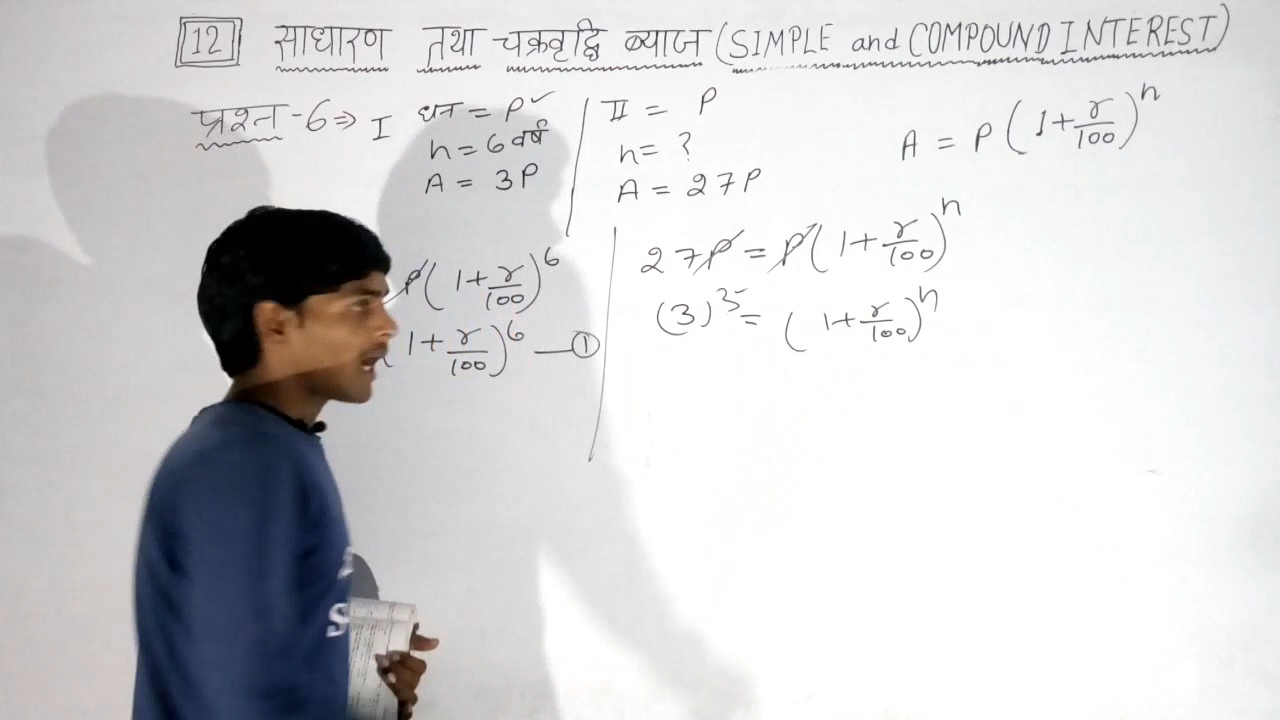 12 साधारण तथा चक्रवृद्धि ब्याज (SIMPLE and COMPOUND INTEREST)
प्रश्न-6⇒ I धन = P✓
n = 6 वर्ष
A = 3P
II = P
n = ?
A = 27P
A = P(1+r/100)^n
P(1+r/100)^6
1+r/100)^6 —①
27P = P(1+r/100)^n
(3)^3 = (1+r/100)^n